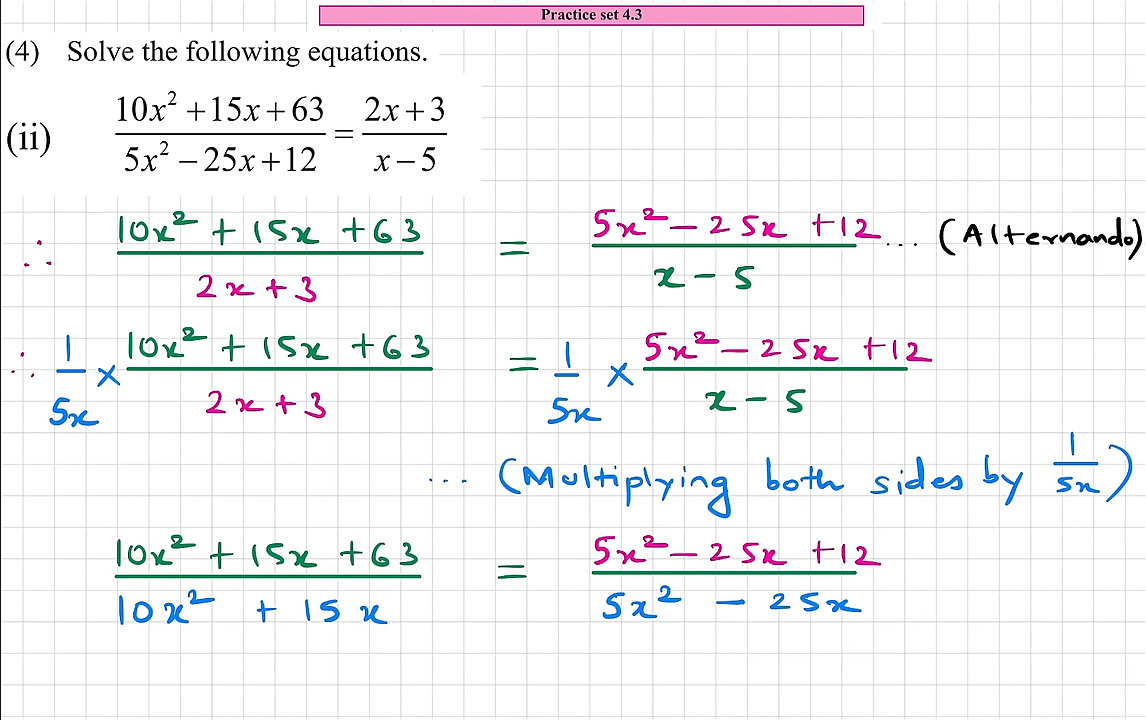 Practice set 4.3
(4) Solve the following equations.
(ii) (10x² + 15x + 63)/(5x² − 25x + 12) = (2x + 3)/(x − 5)
∴ (10x² + 15x + 63)/(2x + 3) = (5x² − 25x + 12)/(x − 5) ... (Alternando)
∴ 1/5x × (10x² + 15x + 63)/(2x + 3) = 1/5x × (5x² − 25x + 12)/(x − 5)
... (Multiplying both sides by 1/5x)
(10x² + 15x + 63)/(10x² + 15x) = (5x² − 25x + 12)/(5x² − 25x)